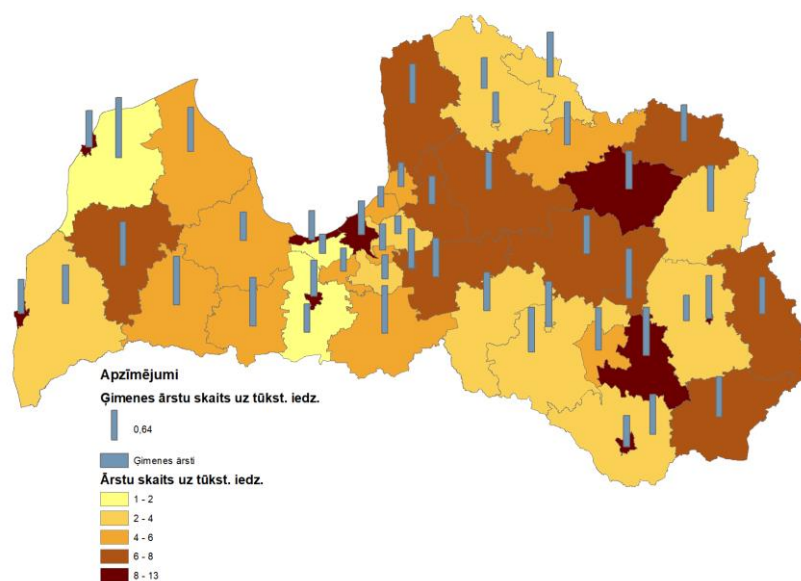 Apzīmējumi
Ģimenes ārstu skaits uz tūkst. iedz.
0,64
Ģimenes ārsti
Ārstu skaits uz tūkst. iedz.
1 - 2
2 - 4
4 - 6
6 - 8
8 - 13